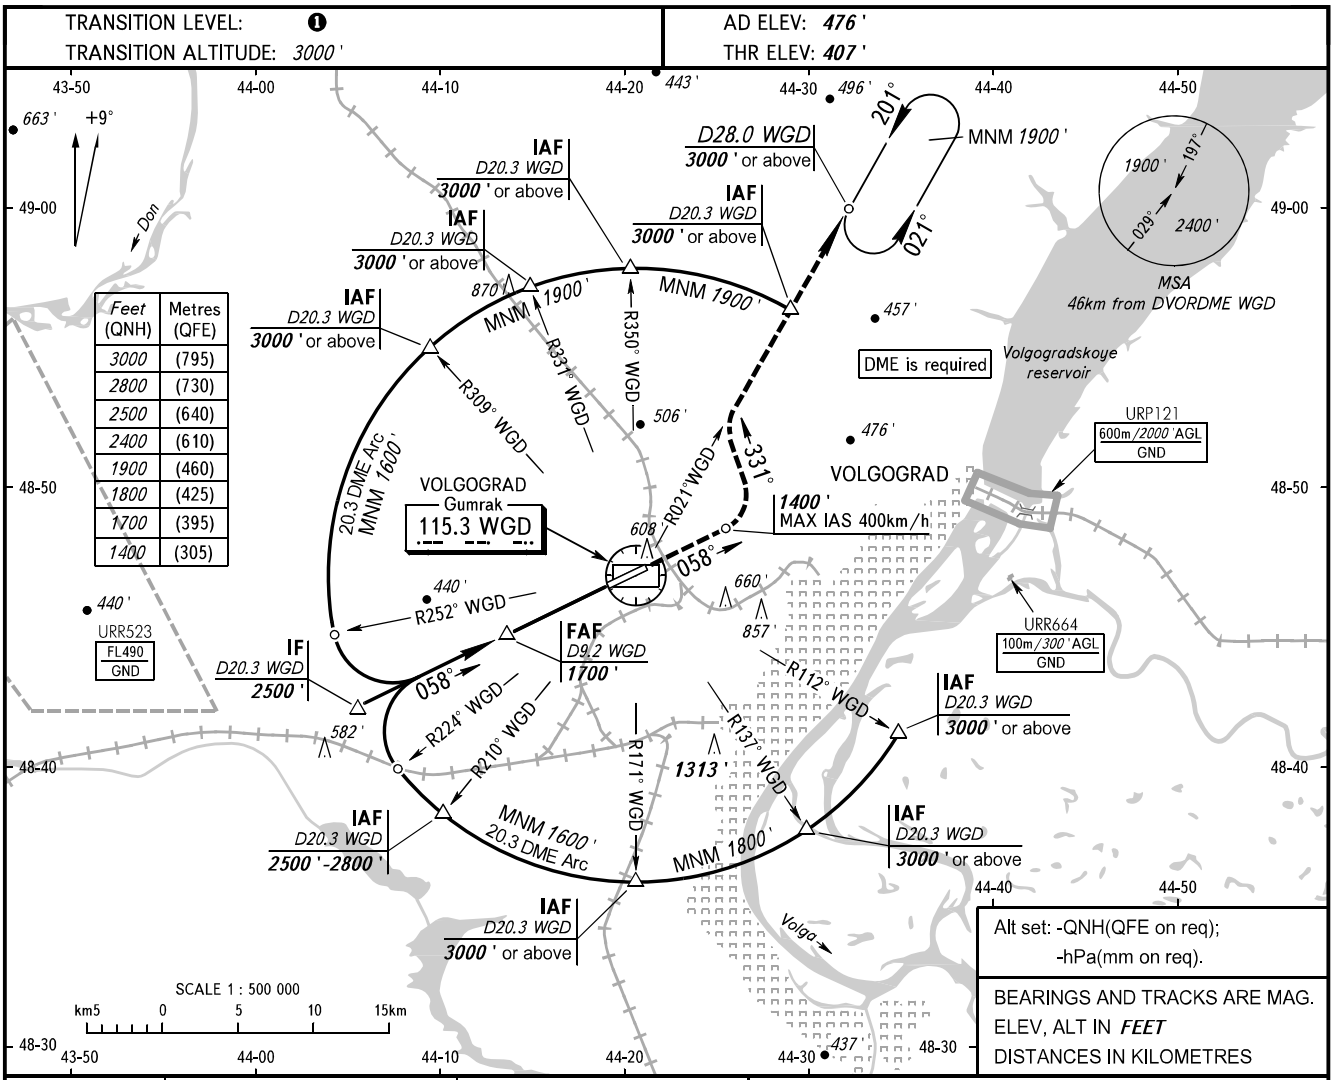 TRANSITION LEVEL: 1
TRANSITION ALTITUDE: 3000'
AD ELEV: 476'
THR ELEV: 407'
43-50
44-00
44-10
44-20
443'
44-30
496'
44-40
44-50
663'
+9°
Don
49-00
IAF
D20.3 WGD
3000' or above
IAF
D20.3 WGD
3000' or above
D28.0 WGD
3000' or above
201°
MNM 1900'
021°
IAF
D20.3 WGD
3000' or above
1900'
197°
029°
2400'
49-00
MSA
46km from DVORDME WGD
870'
MNM 1900'
MNM 1900'
IAF
D20.3 WGD
3000' or above
Feet (QNH) Metres (QFE)
3000 (795)
2800 (730)
2500 (640)
2400 (610)
1900 (460)
1800 (425)
1700 (395)
1400 (305)
R309° WGD
R331° WGD
R350° WGD
457'
DME is required
Volgogradskoye
reservoir
506'
476'
URP121
600m/2000'AGL
GND
20.3 DME Arc
MNM 1600'
R021°WGD
331°
VOLGOGRAD
48-50
48-50
VOLGOGRAD
Gumrak
115.3 WGD
1400'
MAX IAS 400km/h
608'
058°
440'
440'
R252° WGD
660'
857'
URR523
FL490
GND
URR664
100m/300'AGL
GND
IF
D20.3 WGD
2500'
FAF
D9.2 WGD
1700'
058°
R224° WGD
R210° WGD
R171° WGD
R137° WGD
R112° WGD
IAF
D20.3 WGD
3000' or above
582'
1313'
48-40
48-40
IAF
D20.3 WGD
2500'-2800'
MNM 1600'
20.3 DME Arc
MNM 1800'
IAF
D20.3 WGD
3000' or above
IAF
D20.3 WGD
3000' or above
44-40
44-50
Volga
Alt set: -QNH(QFE on req);
-hPa(mm on req).
SCALE 1 : 500 000
km5 0 5 10 15km
BEARINGS AND TRACKS ARE MAG.
ELEV, ALT IN FEET
DISTANCES IN KILOMETRES
48-30
43-50
44-00
44-10
44-20
44-30
437'
48-30